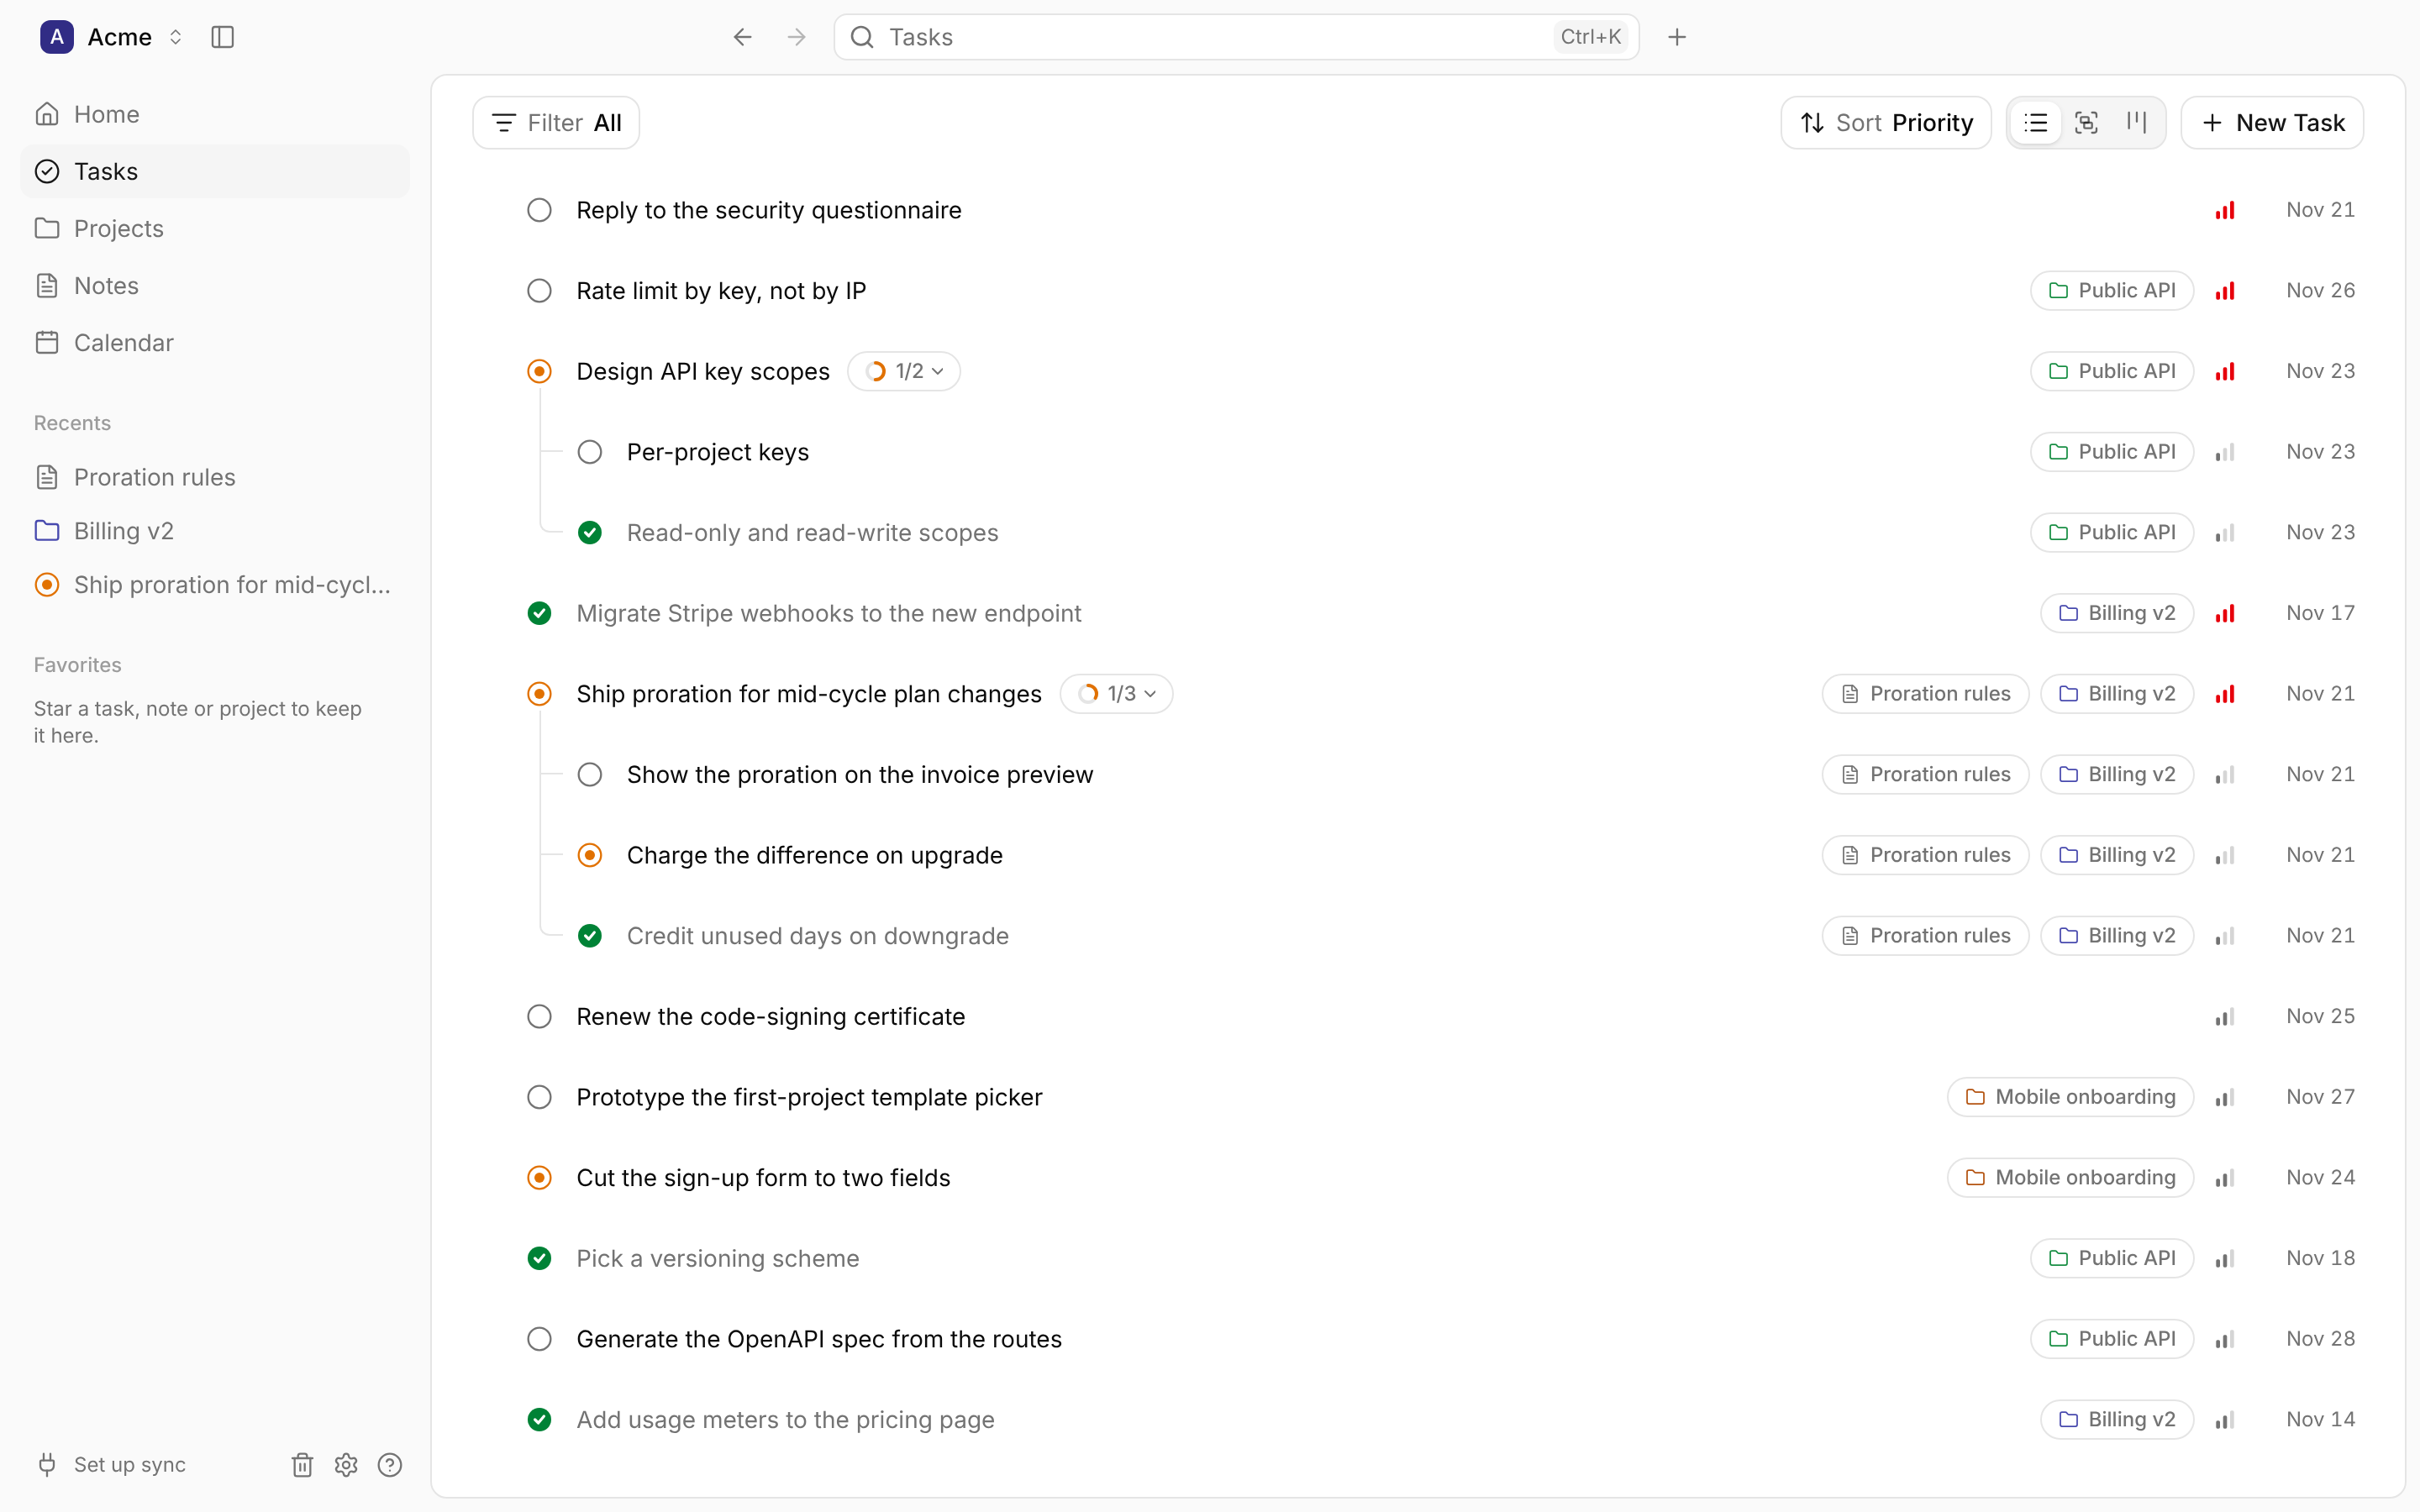 A Acme
Tasks Ctrl+K
Home
Tasks
Projects
Notes
Calendar
Recents
Proration rules
Billing v2
Ship proration for mid-cycl...
Favorites
Star a task, note or project to keep
it here.
Set up sync
Filter All
Sort Priority
New Task
Reply to the security questionnaire Nov 21
Rate limit by key, not by IP Public API Nov 26
Design API key scopes 1/2 Public API Nov 23
Per-project keys Public API Nov 23
Read-only and read-write scopes Public API Nov 23
Migrate Stripe webhooks to the new endpoint Billing v2 Nov 17
Ship proration for mid-cycle plan changes 1/3 Proration rules Billing v2 Nov 21
Show the proration on the invoice preview Proration rules Billing v2 Nov 21
Charge the difference on upgrade Proration rules Billing v2 Nov 21
Credit unused days on downgrade Proration rules Billing v2 Nov 21
Renew the code-signing certificate Nov 25
Prototype the first-project template picker Mobile onboarding Nov 27
Cut the sign-up form to two fields Mobile onboarding Nov 24
Pick a versioning scheme Public API Nov 18
Generate the OpenAPI spec from the routes Public API Nov 28
Add usage meters to the pricing page Billing v2 Nov 14